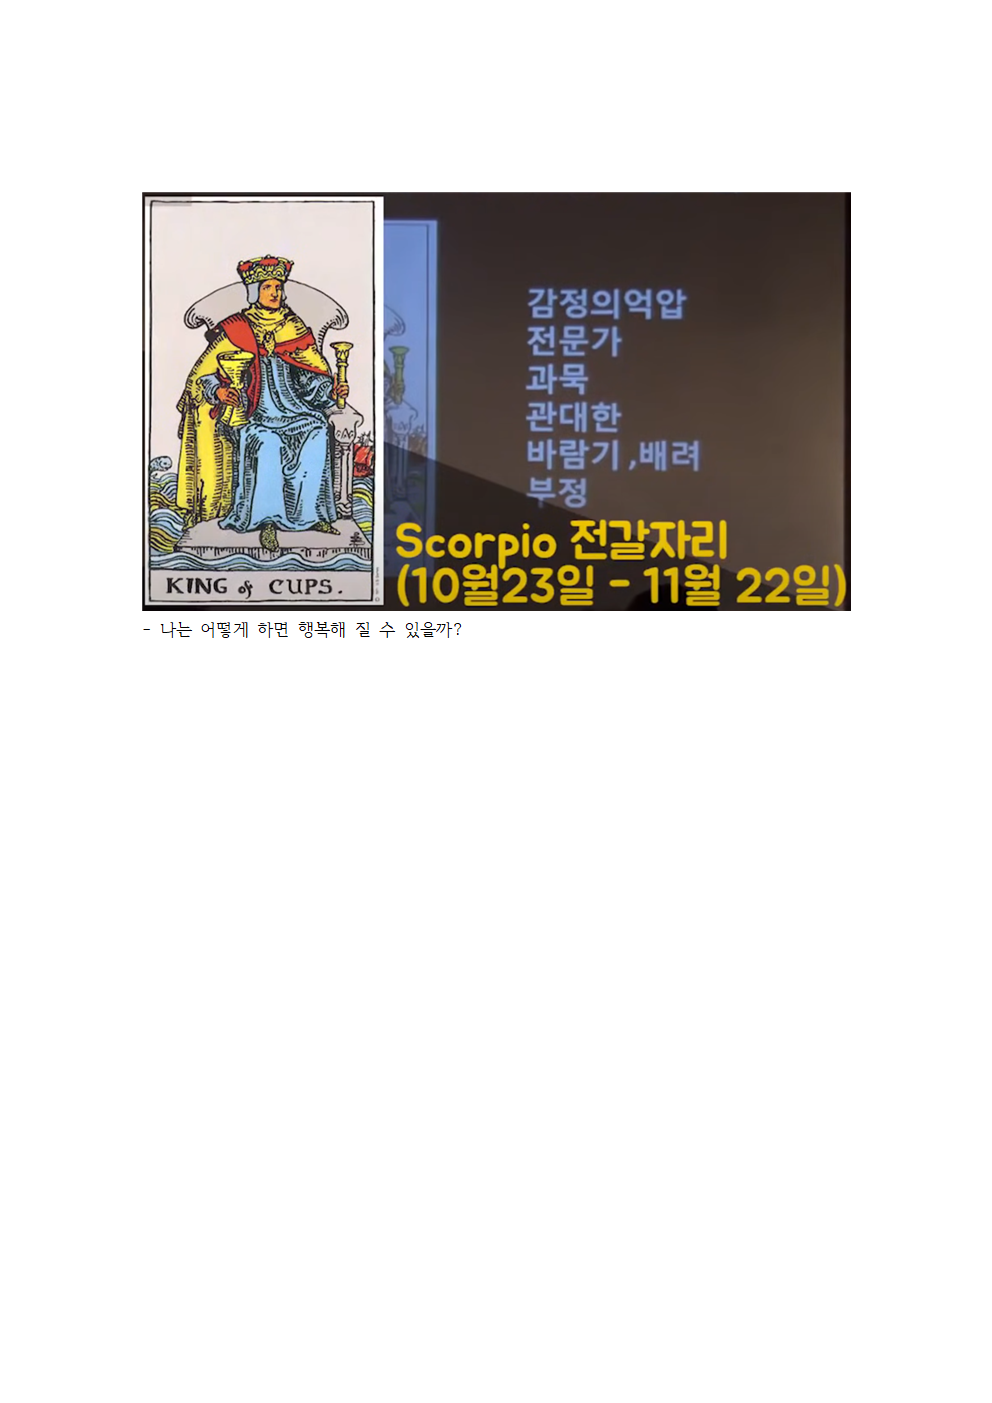 KING of CUPS.
감정의억압
전문가
과묵
관대한
바람기,배려
부정
Scorpio 전갈자리
(10월23일 - 11월 22일)
- 나는 어떻게 하면 행복해 질 수 있을까?